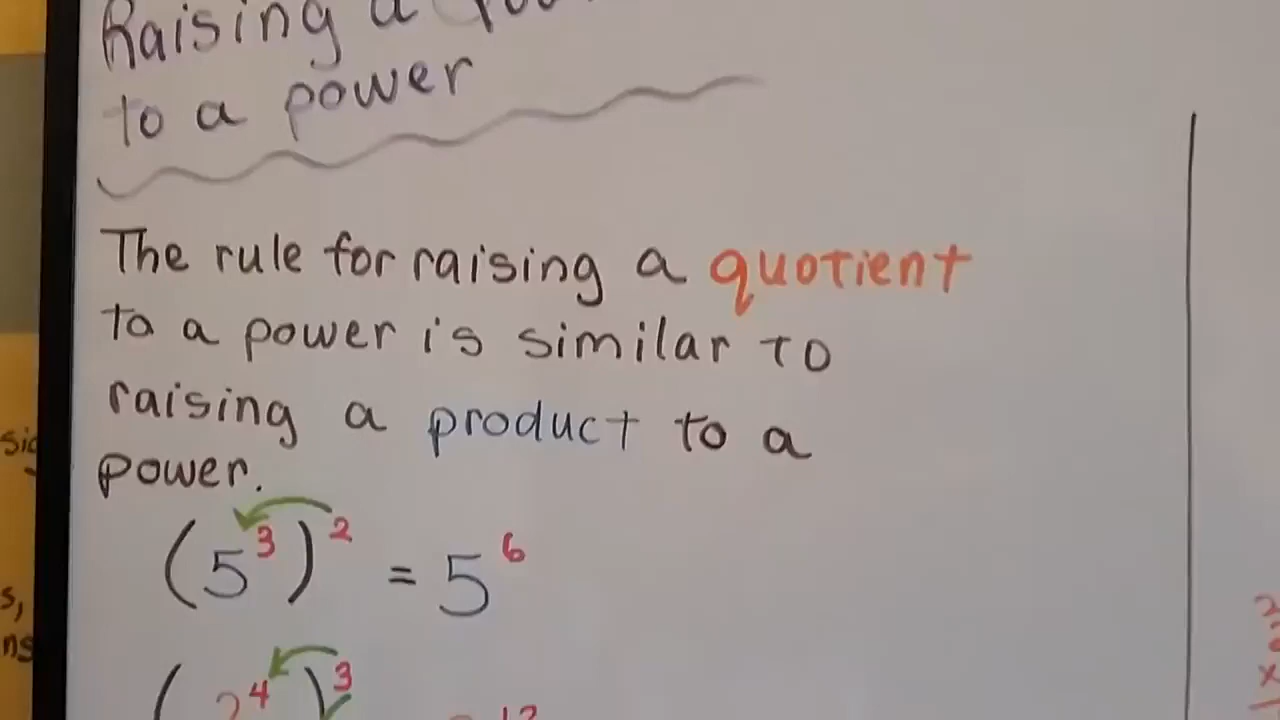 Raising a
to a power
The rule for raising a quotient
to a power is similar to
raising a product to a
power.
(5³)² = 5⁶